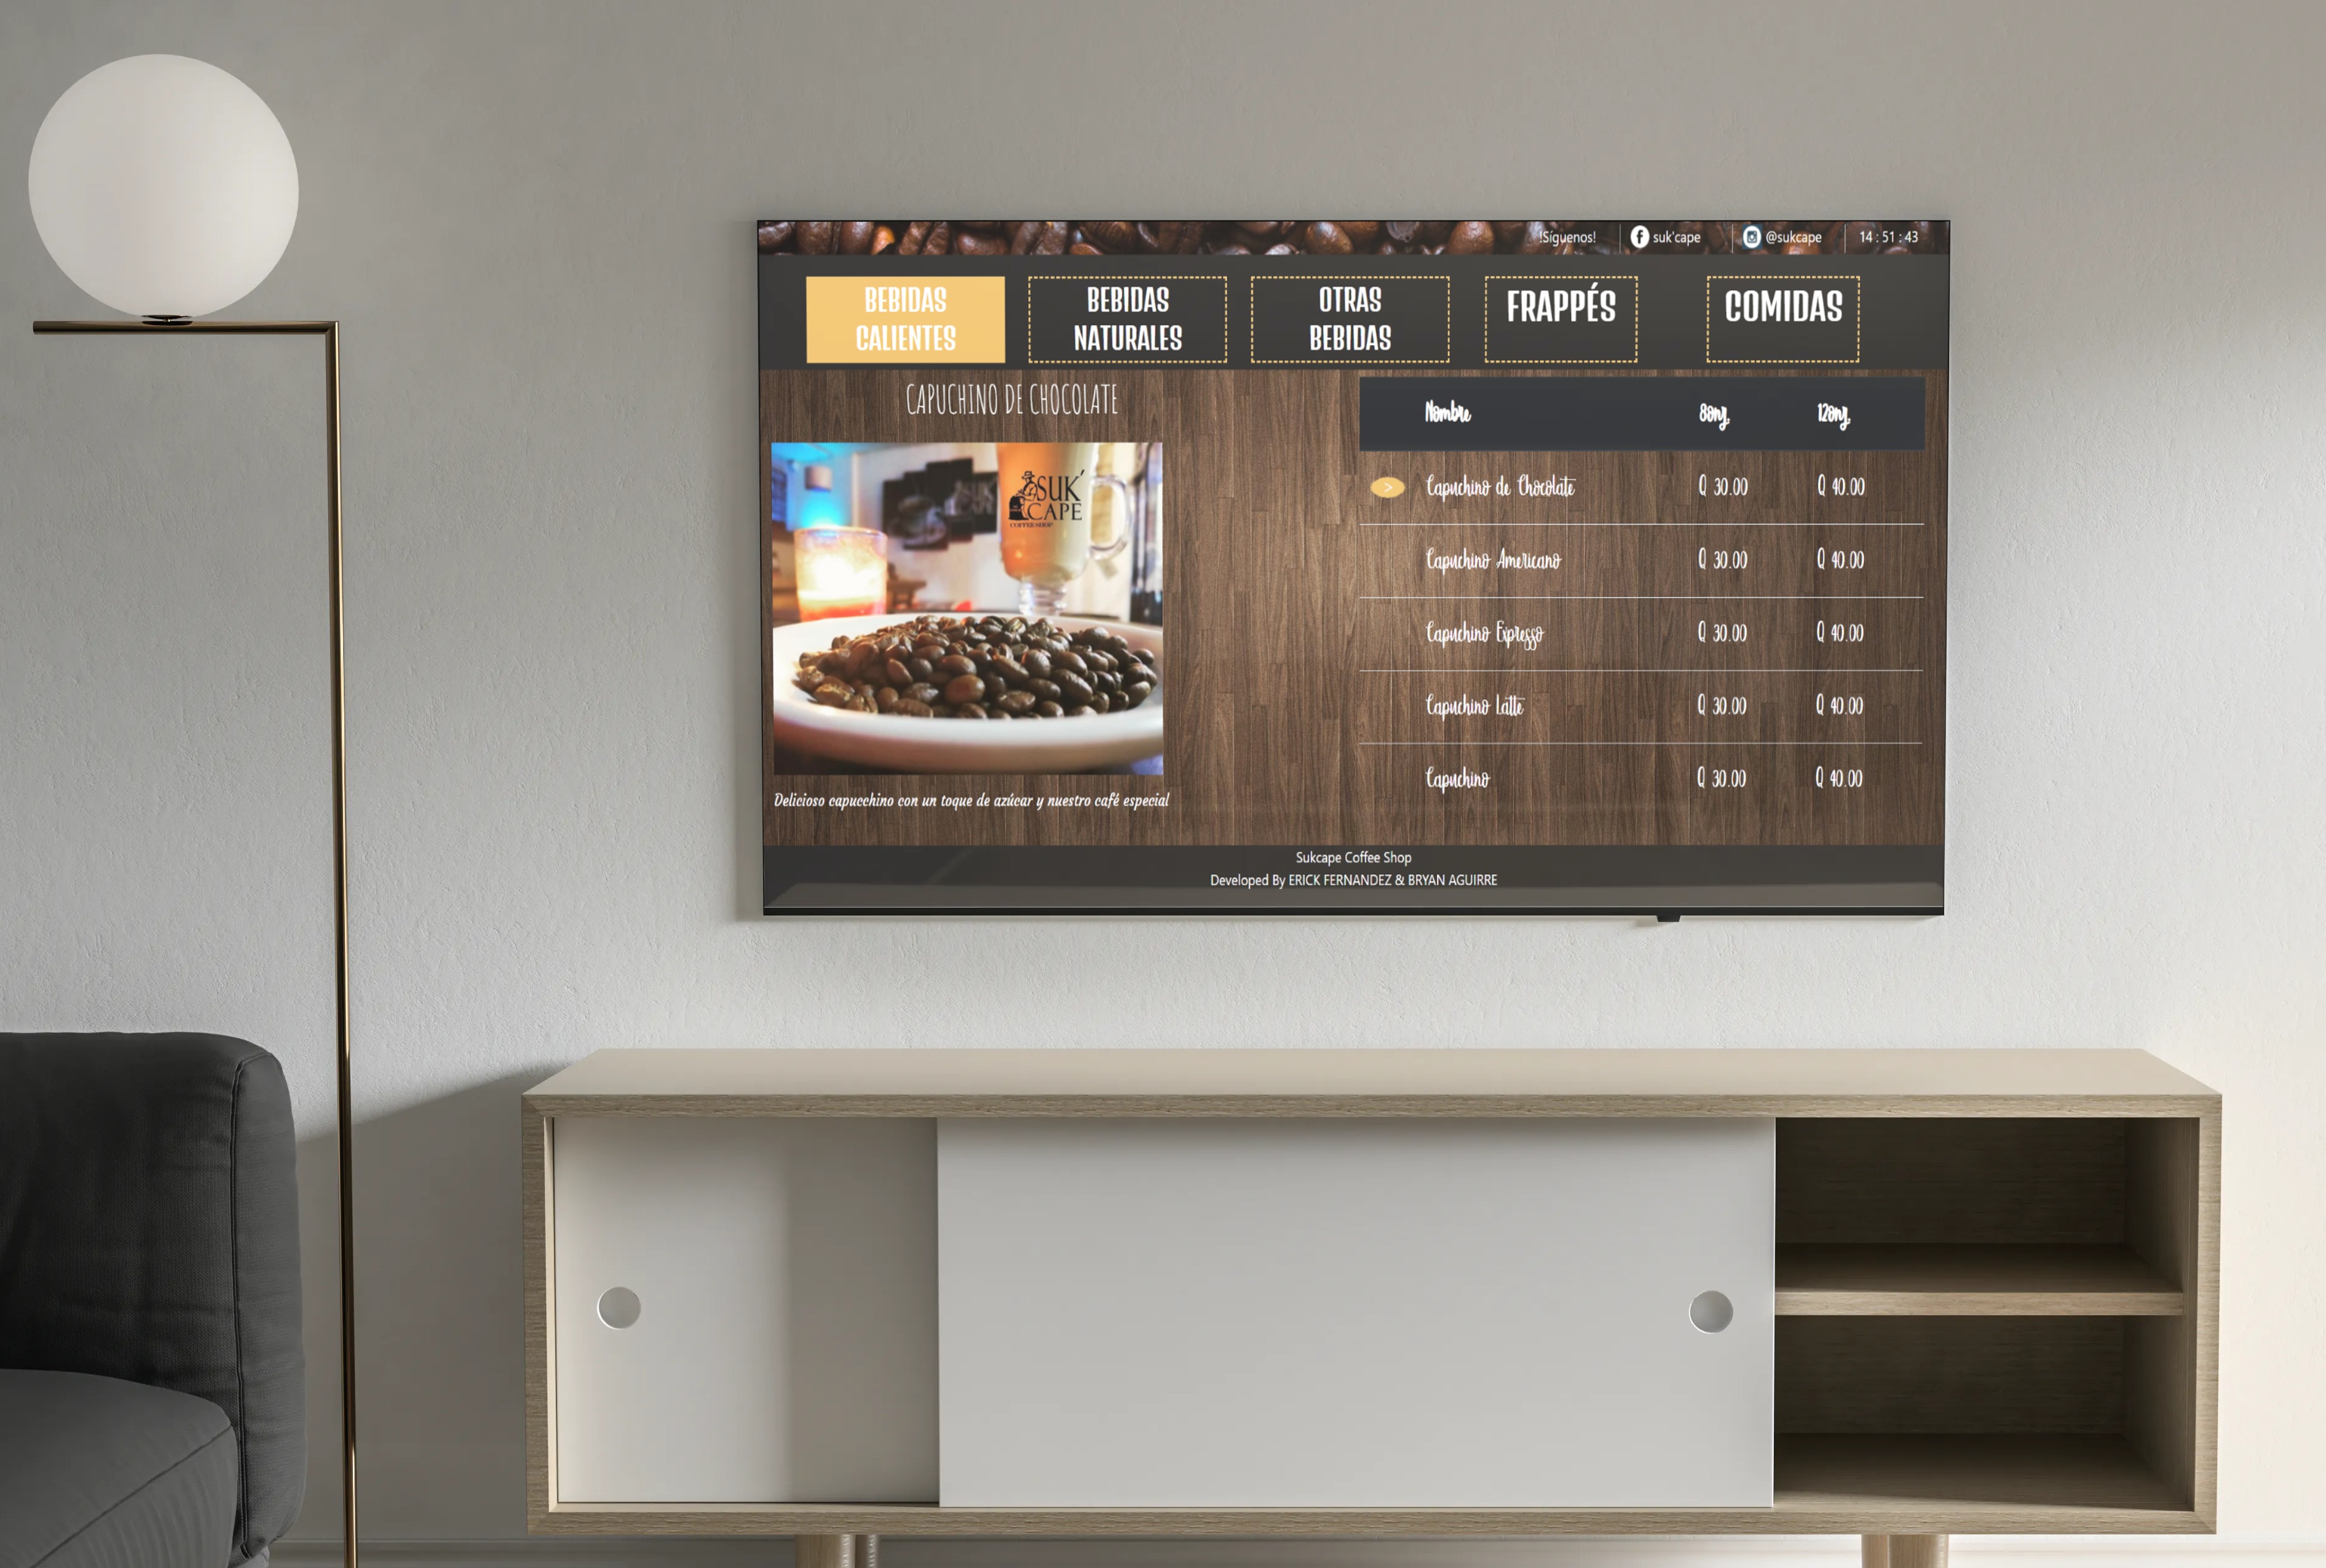 !Síguenos! suk'cape @sukcape 14 : 51 : 43
BEBIDAS CALIENTES
BEBIDAS NATURALES
OTRAS BEBIDAS
FRAPPÉS
COMIDAS
CAPUCHINO DE CHOCOLATE
SUK'
CAPE
COFFEE SHOP
Delicioso capucchino con un toque de azúcar y nuestro café especial
Nombre 8onz. 12onz.
> Capuchino de Chocolate Q 30.00 Q 40.00
Capuchino Americano Q 30.00 Q 40.00
Capuchino Expresso Q 30.00 Q 40.00
Capuchino Latte Q 30.00 Q 40.00
Capuchino Q 30.00 Q 40.00
Sukcape Coffee Shop
Developed By ERICK FERNANDEZ & BRYAN AGUIRRE